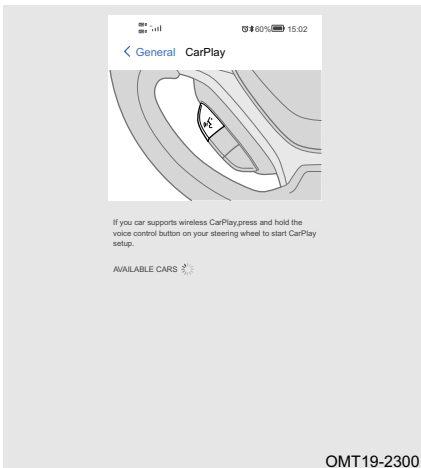 60% 15:02
General CarPlay
If you car supports wireless CarPlay,press and hold the
voice control button on your steering wheel to start CarPlay
setup.
AVAILABLE CARS
OMT19-2300